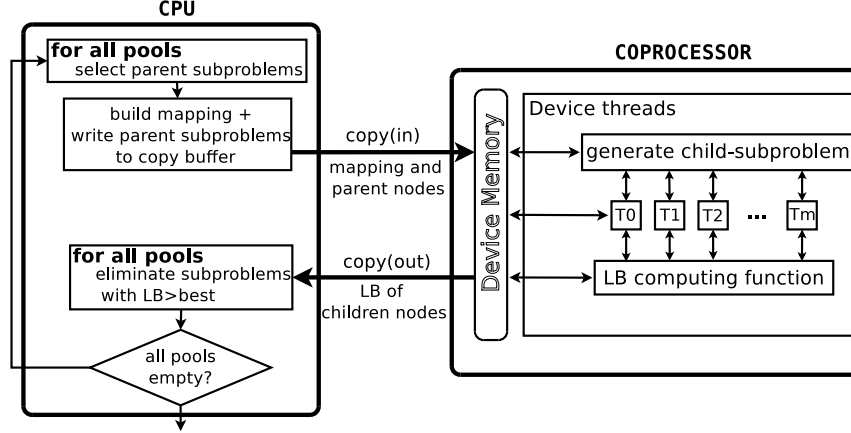 CPU
for all pools
select parent subproblems
build mapping +
write parent subproblems
to copy buffer
for all pools
eliminate subproblems
with LB>best
all pools
empty?
copy(in)
mapping and
parent nodes
copy(out)
LB of
children nodes
COPROCESSOR
Device Memory
Device threads
generate child-subproblem
T0 T1 T2 ... Tm
LB computing function